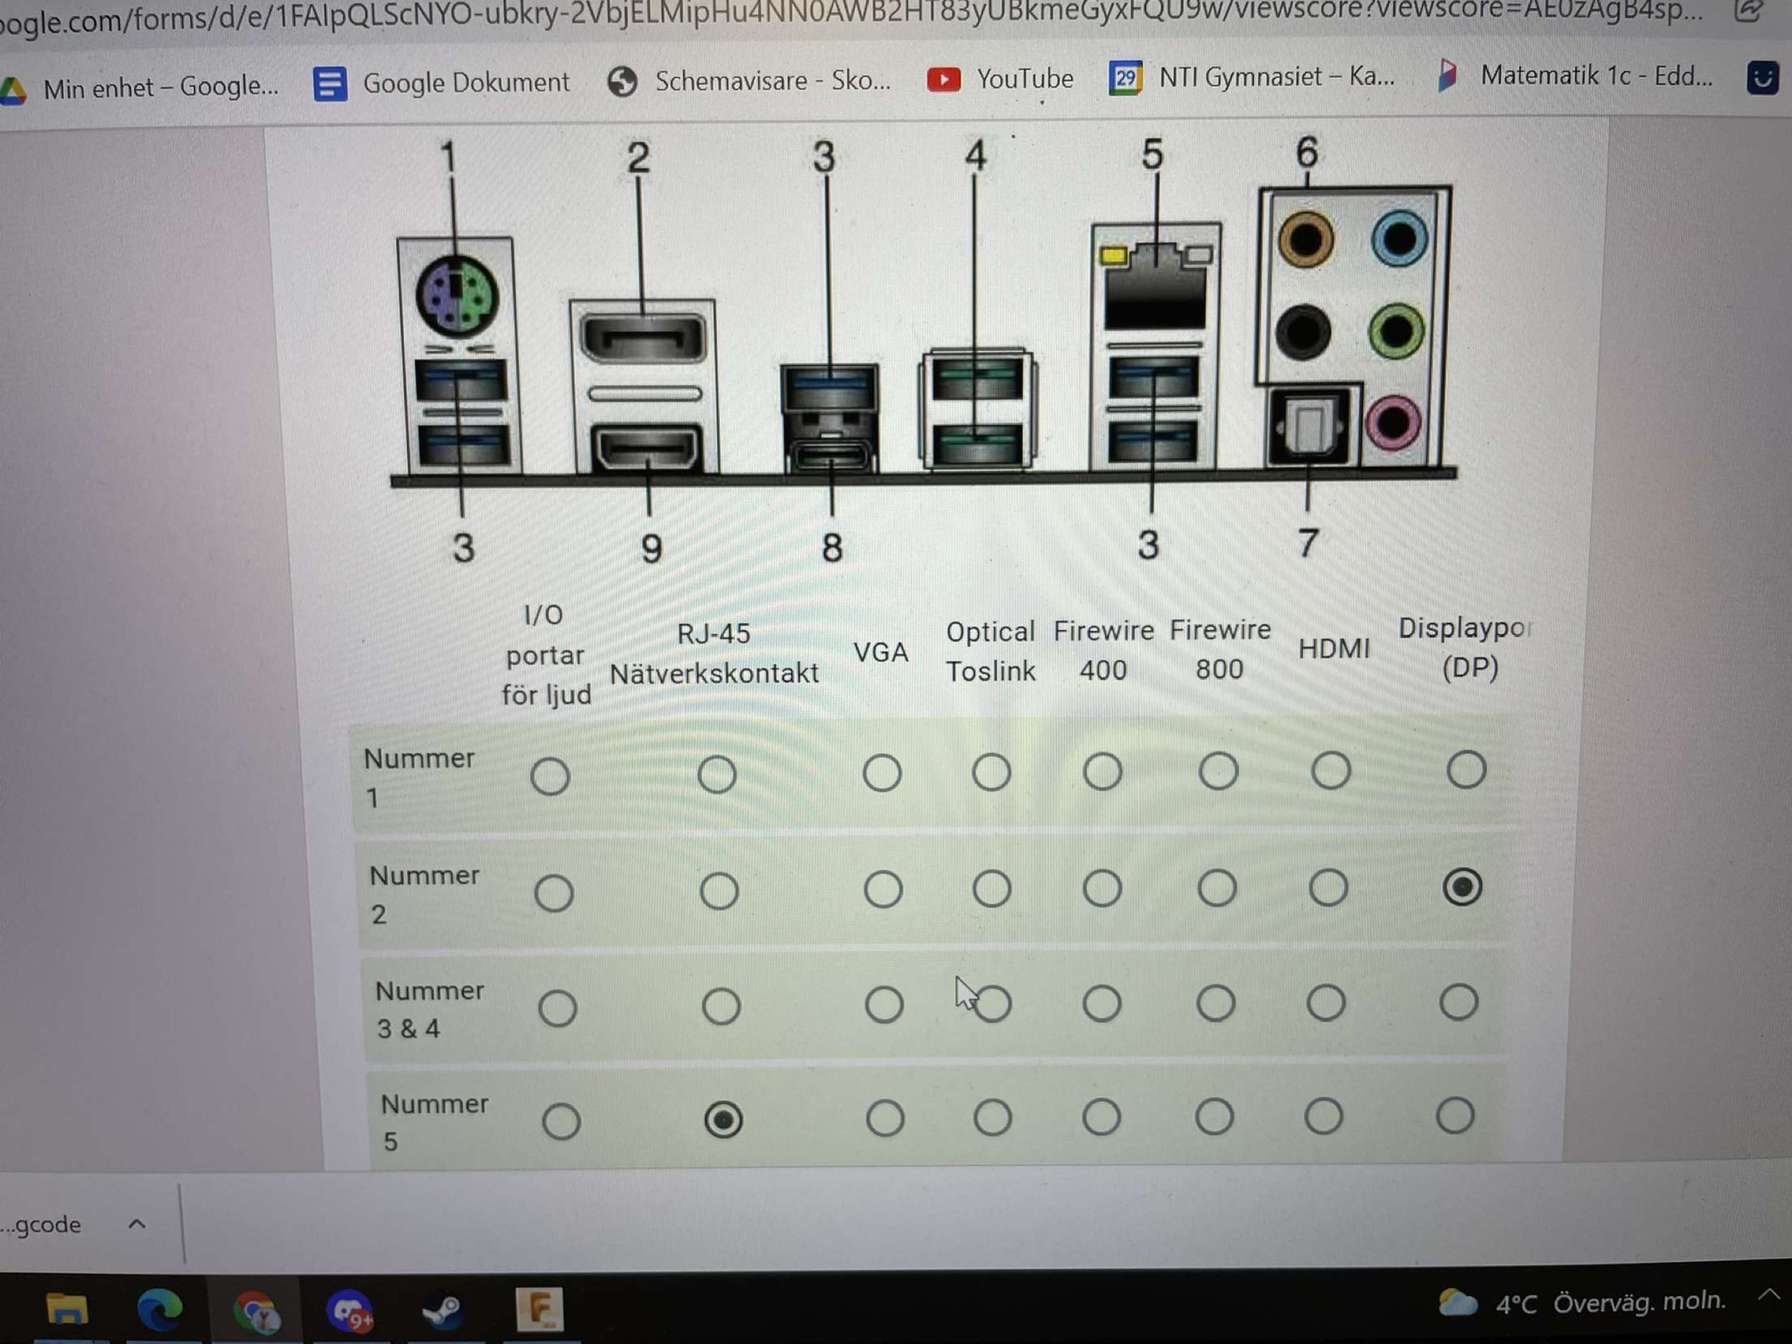 oogle.com/forms/d/e/1FAIpQLScNYO-ubkry-2VbjELMipHu4NN0AWB2HT83yUBkmeGyxFQU9w/viewscore?viewscore=AE0zAgB4sp...
Min enhet – Google...
Google Dokument
Schemavisare - Sko...
YouTube
29
NTI Gymnasiet – Ka...
Matematik 1c - Edd...
1 2 3 4 5 6
3 9 8 3 7
I/O
portar
för ljud
RJ-45
Nätverkskontakt
VGA
Optical
Toslink
Firewire
400
Firewire
800
HDMI
Displaypor
(DP)
Nummer
1
Nummer
2
Nummer
3 & 4
Nummer
5
...gcode
9+
F
4°C Överväg. moln.